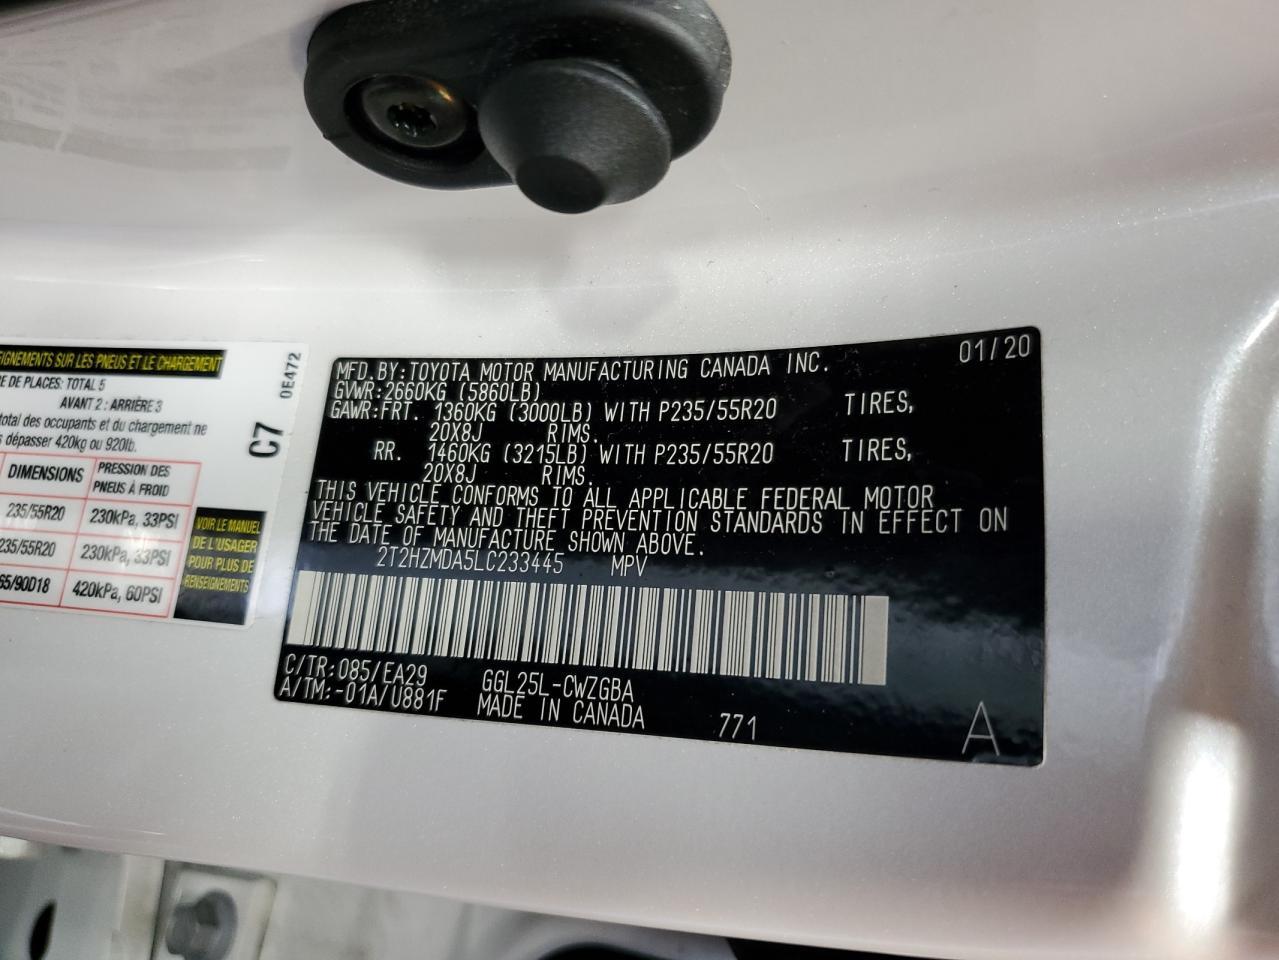 EIGNEMENTS SUR LES PNEUS ET LE CHARGEMENT
RE DE PLACES: TOTAL 5
AVANT 2 : ARRIÈRE 3
total des occupants et du chargement ne
s dépasser 420kg ou 920lb.
DIMENSIONS PRESSION DES PNEUS À FROID
235/55R20 230kPa, 33PSI
235/55R20 230kPa, 33PSI
65/90D18 420kPa, 60PSI
VOIR LE MANUEL
DE L'USAGER
POUR PLUS DE
RENSEIGNEMENTS
C7
0E472
MFD.BY:TOYOTA MOTOR MANUFACTURING CANADA INC. 01/20
GVWR:2660KG (5860LB)
GAWR:FRT. 1360KG (3000LB) WITH P235/55R20 TIRES,
20X8J RIMS.
RR. 1460KG (3215LB) WITH P235/55R20 TIRES,
20X8J RIMS.
THIS VEHICLE CONFORMS TO ALL APPLICABLE FEDERAL MOTOR
VEHICLE SAFETY AND THEFT PREVENTION STANDARDS IN EFFECT ON
THE DATE OF MANUFACTURE SHOWN ABOVE.
2T2HZMDA5LC233445 MPV
C/TR:085/EA29 GGL25L-CWZGBA
A/TM:-01A/U881F MADE IN CANADA 771 A